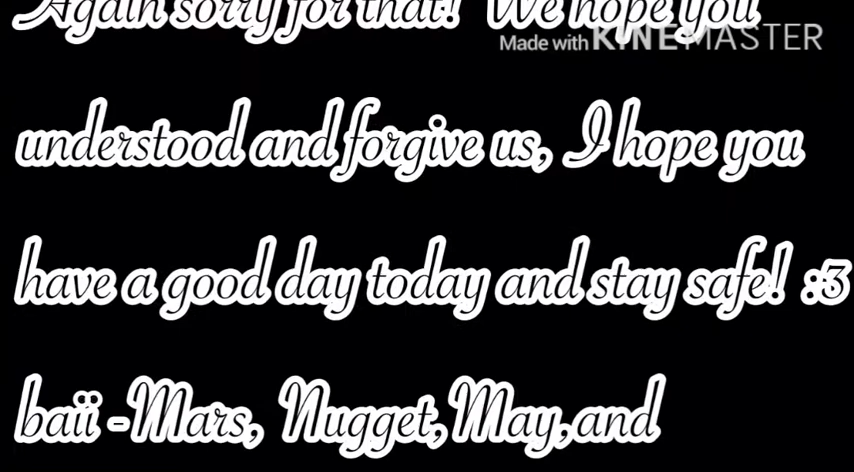 Again sorry for that! We hope you
Made with KINEMASTER
understood and forgive us, I hope you
have a good day today and stay safe! :3
baii -Mars, Nugget, May, and